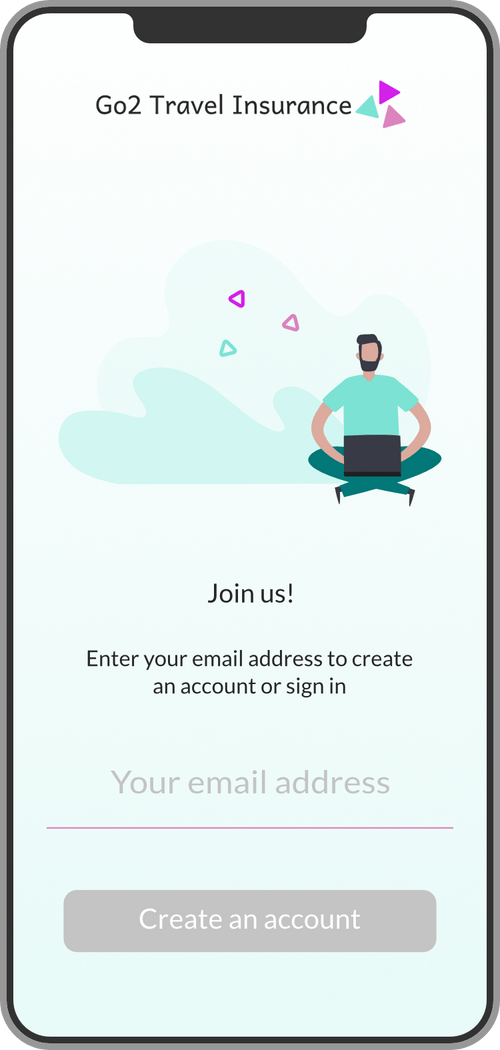 Go2 Travel Insurance
Join us!
Enter your email address to create
an account or sign in
Your email address
Create an account